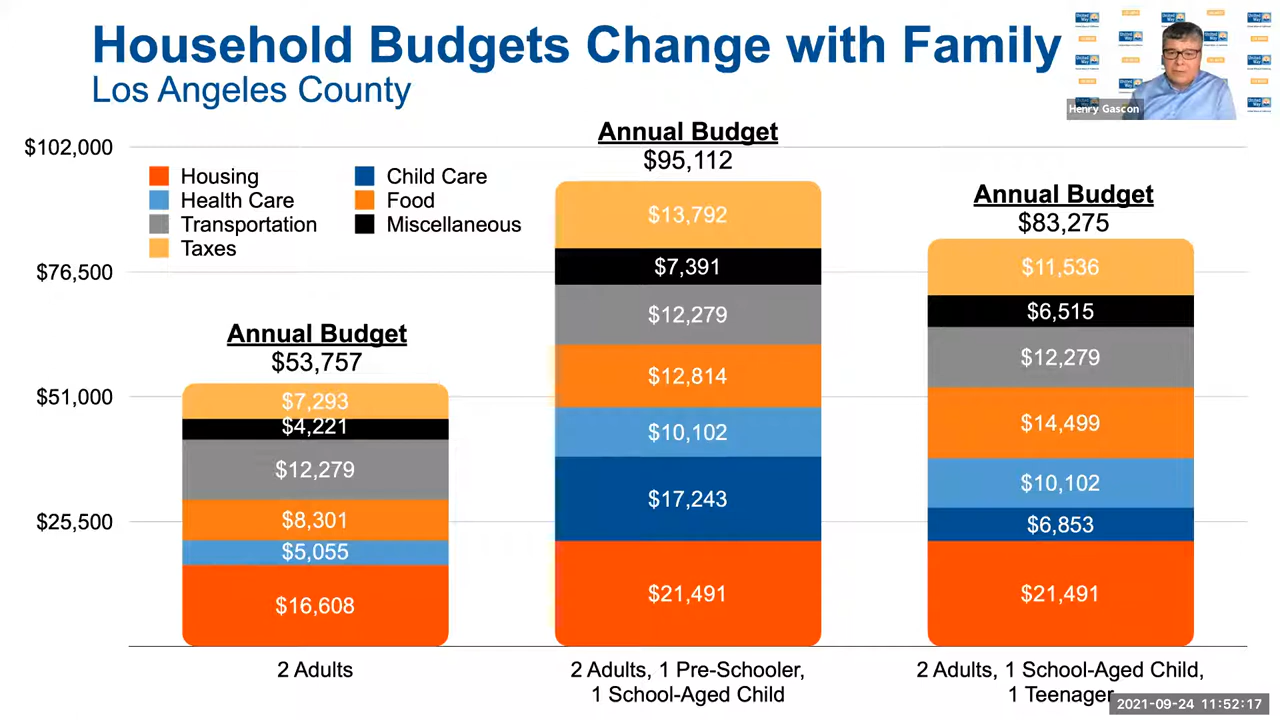 Household Budgets Change with Family
Los Angeles County
Henry Gascon
$102,000
$76,500
$51,000
$25,500
Housing
Health Care
Transportation
Taxes
Child Care
Food
Miscellaneous
Annual Budget
$53,757
$7,293
$4,221
$12,279
$8,301
$5,055
$16,608
2 Adults
Annual Budget
$95,112
$13,792
$7,391
$12,279
$12,814
$10,102
$17,243
$21,491
2 Adults, 1 Pre-Schooler,
1 School-Aged Child
Annual Budget
$83,275
$11,536
$6,515
$12,279
$14,499
$10,102
$6,853
$21,491
2 Adults, 1 School-Aged Child,
1 Teenager
2021-09-24 11:52:17